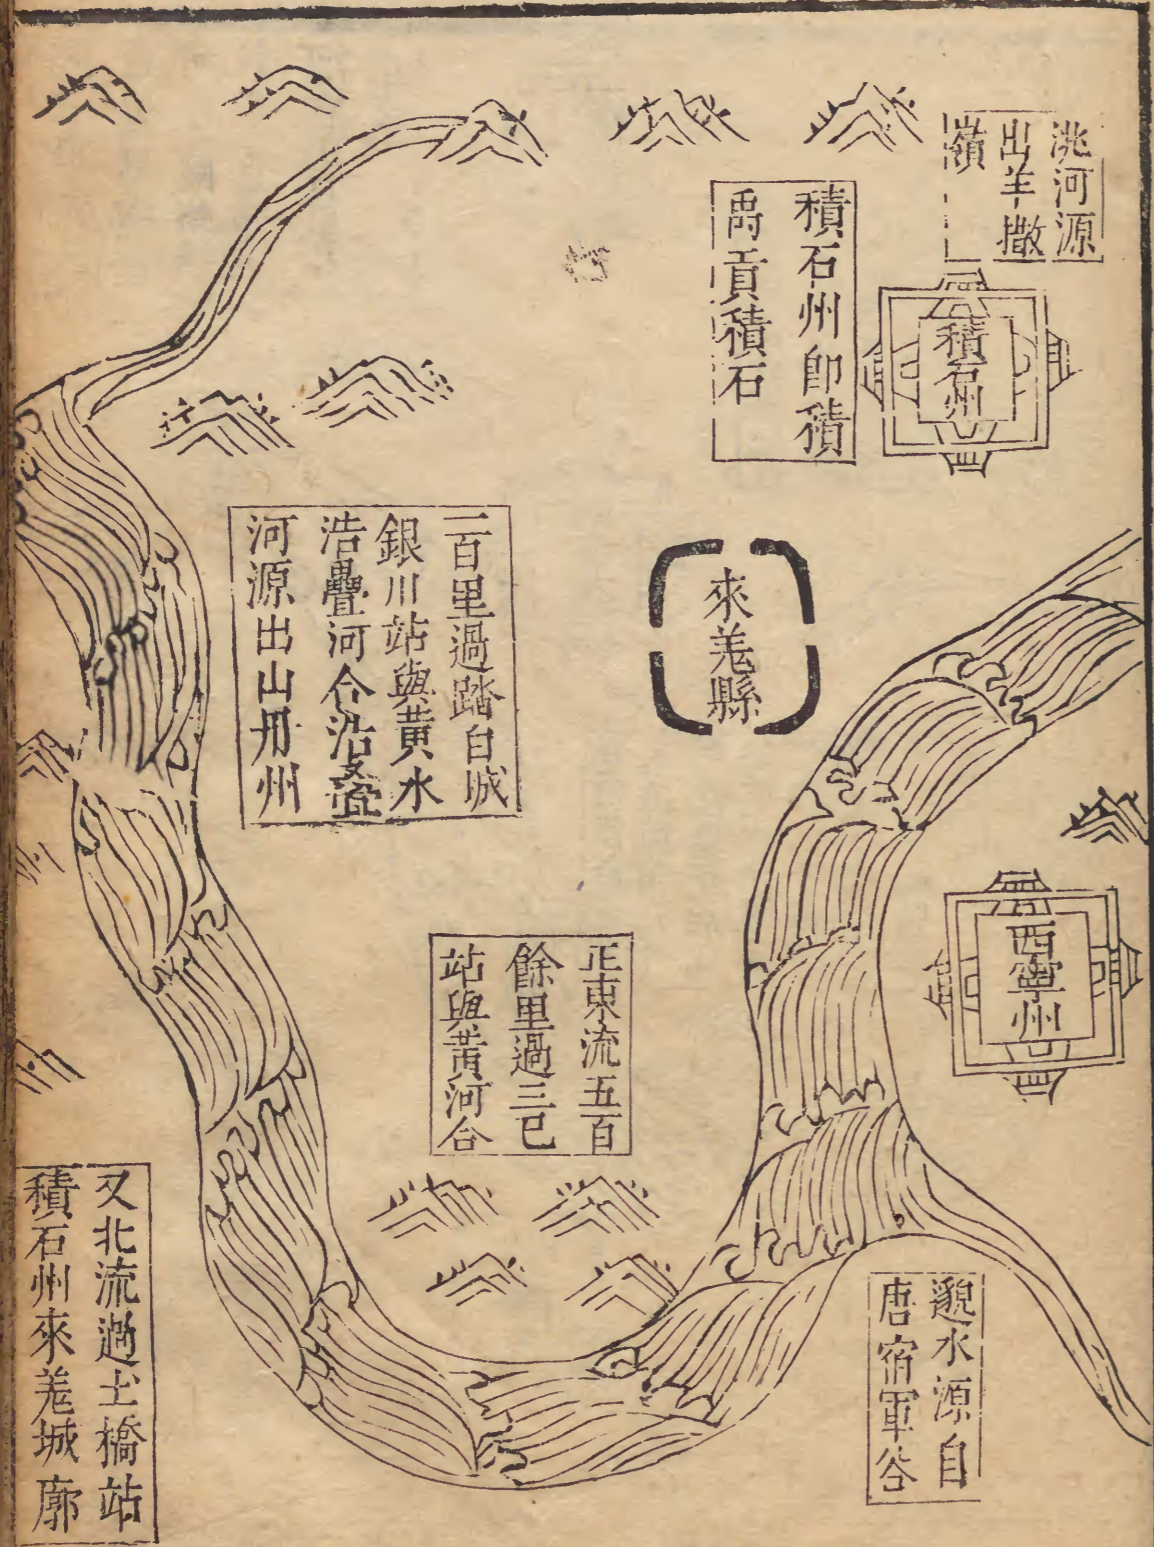 洮河源
出羊撒
嶺
積石州
積石州卽積
禹貢積石
來羌縣
二百里過踏白城
銀川站與黃水
浩亹河合浩亹
河源出山冊州
西寧州
正東流五百
餘里過三巴
站與黃河合
邈水源自
唐宿軍谷
又北流過土橋站
積石州來羌城廓